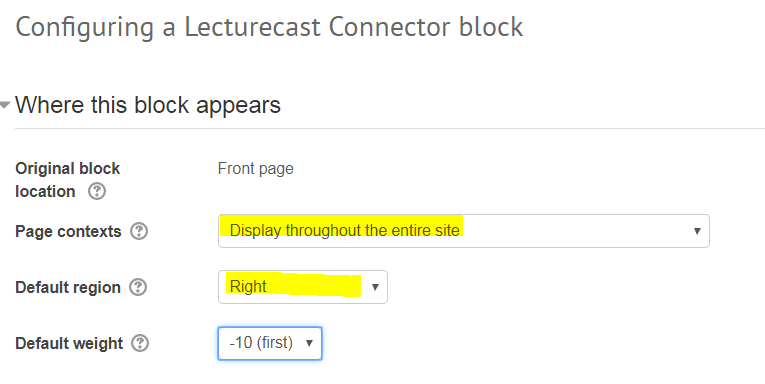 Configuring a Lecturecast Connector block
Where this block appears
Original block location Front page
Page contexts Display throughout the entire site
Default region Right
Default weight -10 (first)